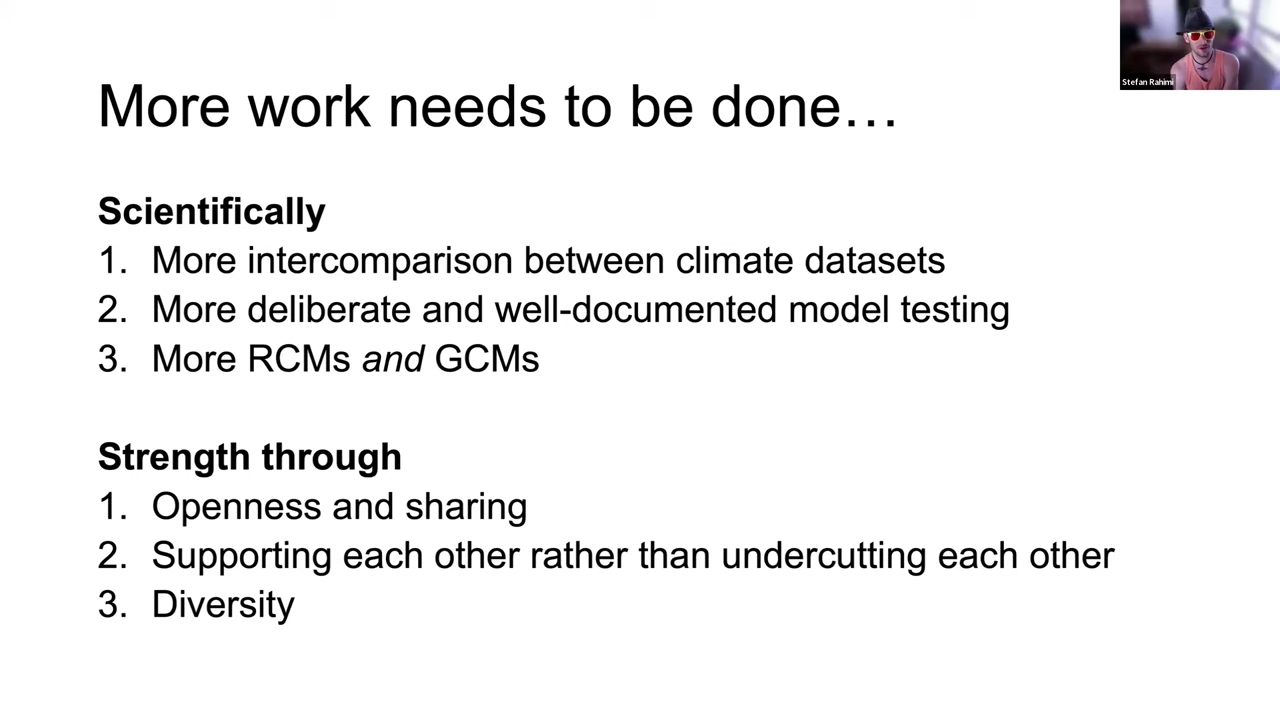 Stefan Rahimi
More work needs to be done…
Scientifically
1. More intercomparison between climate datasets
2. More deliberate and well-documented model testing
3. More RCMs and GCMs
Strength through
1. Openness and sharing
2. Supporting each other rather than undercutting each other
3. Diversity